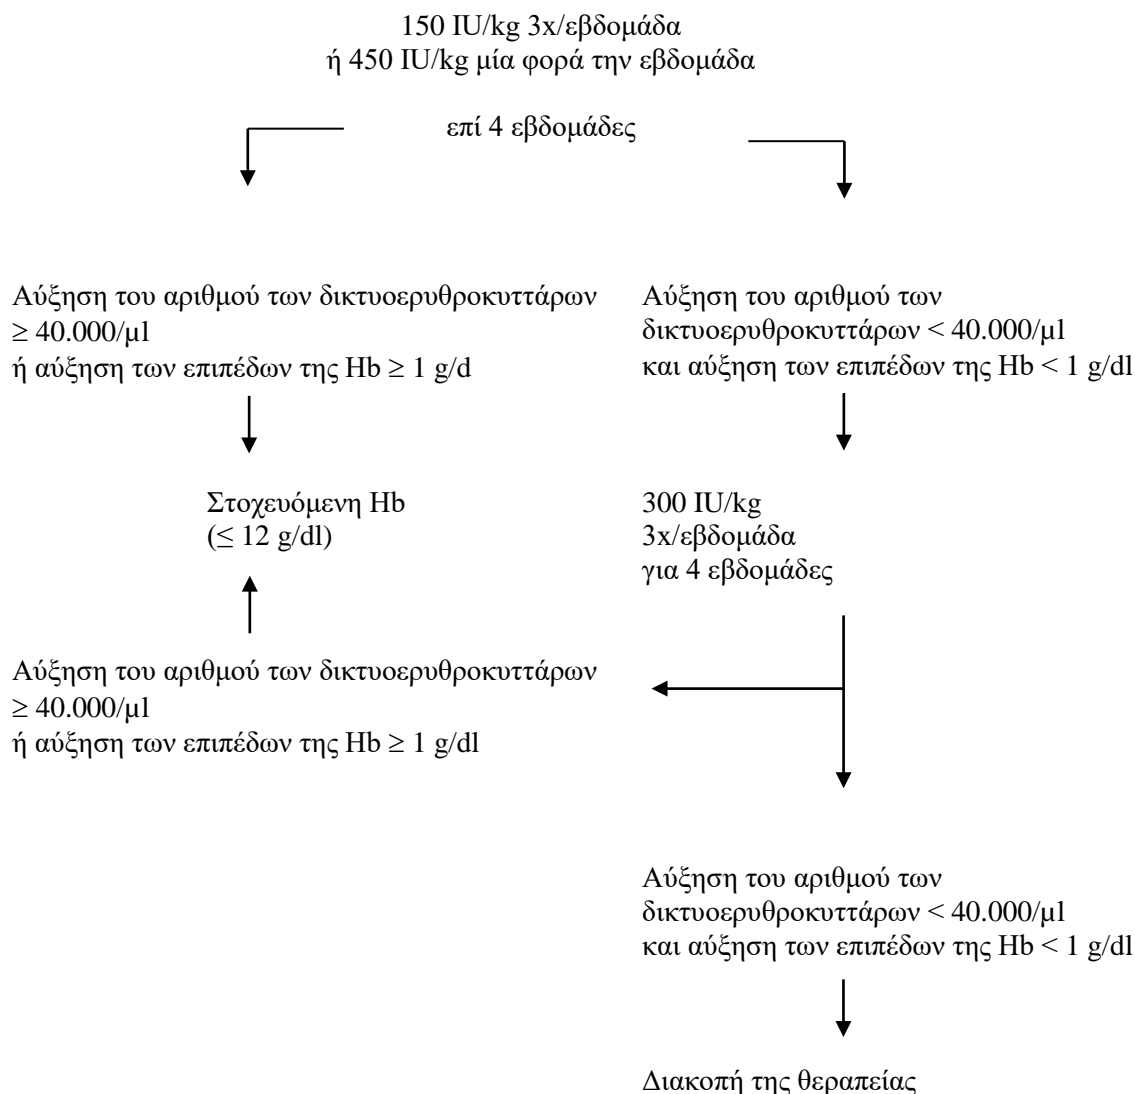 150 IU/kg 3x/εβδομάδα
ή 450 IU/kg μία φορά την εβδομάδα
επί 4 εβδομάδες
Αύξηση του αριθμού των δικτυοερυθροκυττάρων
≥ 40.000/μl
ή αύξηση των επιπέδων της Hb ≥ 1 g/d
Αύξηση του αριθμού των
δικτυοερυθροκυττάρων < 40.000/μl
και αύξηση των επιπέδων της Hb < 1 g/dl
Στοχευόμενη Hb
(≤ 12 g/dl)
300 IU/kg
3x/εβδομάδα
για 4 εβδομάδες
Αύξηση του αριθμού των δικτυοερυθροκυττάρων
≥ 40.000/μl
ή αύξηση των επιπέδων της Hb ≥ 1 g/dl
Αύξηση του αριθμού των
δικτυοερυθροκυττάρων < 40.000/μl
και αύξηση των επιπέδων της Hb < 1 g/dl
Διακοπή της θεραπείας